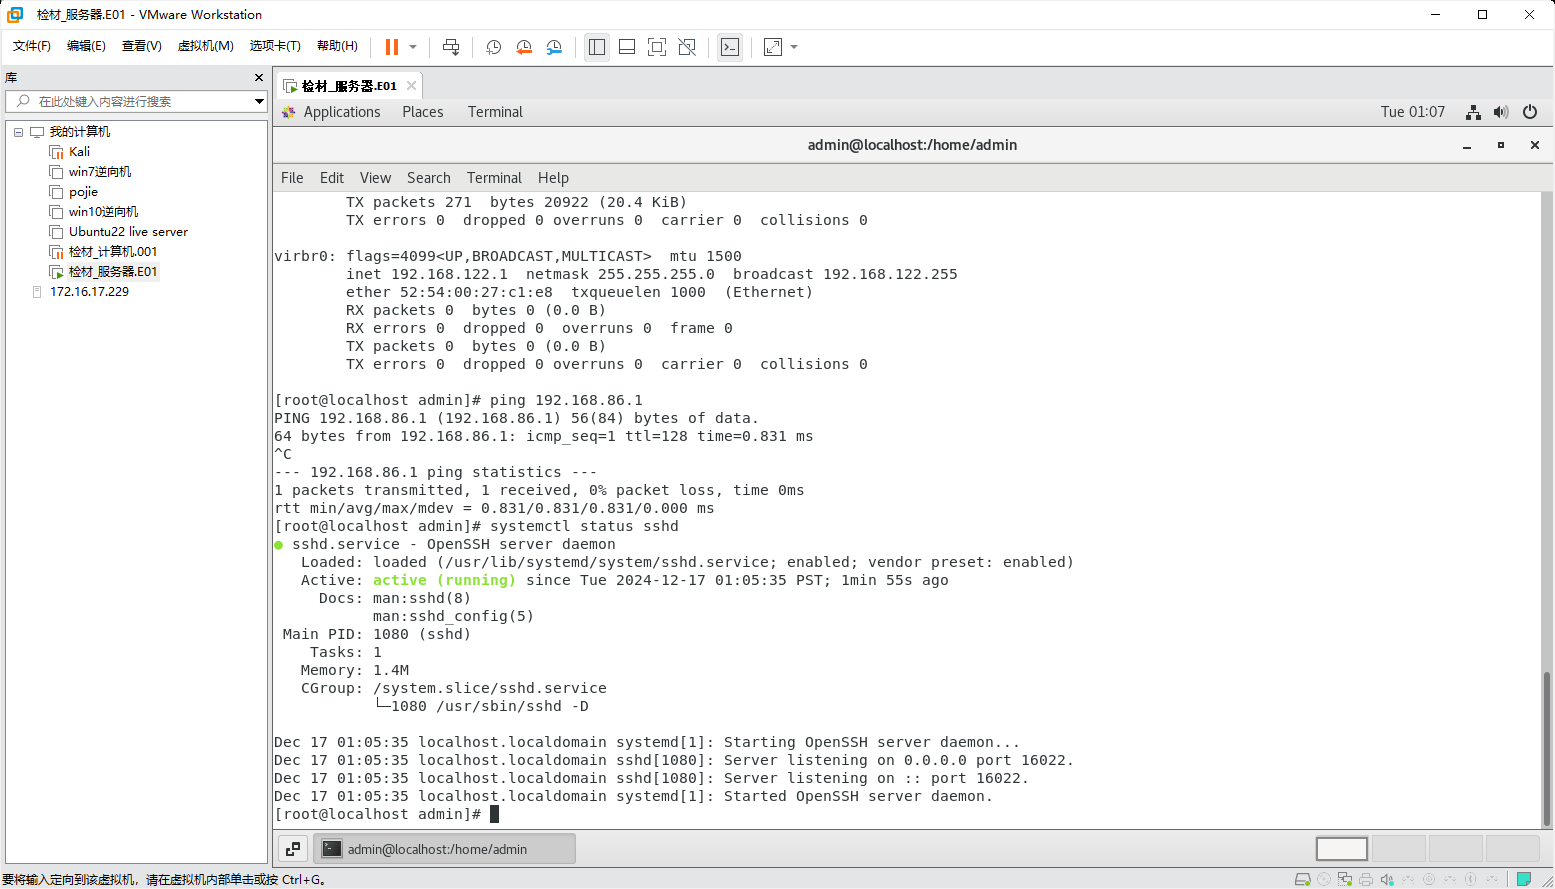 检材_服务器.E01 - VMware Workstation
文件(F) 编辑(E) 查看(V) 虚拟机(M) 选项卡(T) 帮助(H)
库
在此处键入内容进行搜索
我的计算机
Kali
win7逆向机
pojie
win10逆向机
Ubuntu22 live server
检材_计算机.001
检材_服务器.E01
172.16.17.229
检材_服务器.E01
Applications Places Terminal Tue 01:07
admin@localhost:/home/admin
File Edit View Search Terminal Help
TX packets 271  bytes 20922 (20.4 KiB)
TX errors 0  dropped 0 overruns 0  carrier 0  collisions 0
virbr0: flags=4099<UP,BROADCAST,MULTICAST>  mtu 1500
inet 192.168.122.1  netmask 255.255.255.0  broadcast 192.168.122.255
ether 52:54:00:27:c1:e8  txqueuelen 1000  (Ethernet)
RX packets 0  bytes 0 (0.0 B)
RX errors 0  dropped 0  overruns 0  frame 0
TX packets 0  bytes 0 (0.0 B)
TX errors 0  dropped 0 overruns 0  carrier 0  collisions 0
[root@localhost admin]# ping 192.168.86.1
PING 192.168.86.1 (192.168.86.1) 56(84) bytes of data.
64 bytes from 192.168.86.1: icmp_seq=1 ttl=128 time=0.831 ms
^C
--- 192.168.86.1 ping statistics ---
1 packets transmitted, 1 received, 0% packet loss, time 0ms
rtt min/avg/max/mdev = 0.831/0.831/0.831/0.000 ms
[root@localhost admin]# systemctl status sshd
● sshd.service - OpenSSH server daemon
Loaded: loaded (/usr/lib/systemd/system/sshd.service; enabled; vendor preset: enabled)
Active: active (running) since Tue 2024-12-17 01:05:35 PST; 1min 55s ago
Docs: man:sshd(8)
man:sshd_config(5)
Main PID: 1080 (sshd)
Tasks: 1
Memory: 1.4M
CGroup: /system.slice/sshd.service
└─1080 /usr/sbin/sshd -D
Dec 17 01:05:35 localhost.localdomain systemd[1]: Starting OpenSSH server daemon...
Dec 17 01:05:35 localhost.localdomain sshd[1080]: Server listening on 0.0.0.0 port 16022.
Dec 17 01:05:35 localhost.localdomain sshd[1080]: Server listening on :: port 16022.
Dec 17 01:05:35 localhost.localdomain systemd[1]: Started OpenSSH server daemon.
[root@localhost admin]#
admin@localhost:/home/admin
要将输入定向到该虚拟机，请在虚拟机内部单击或按 Ctrl+G。